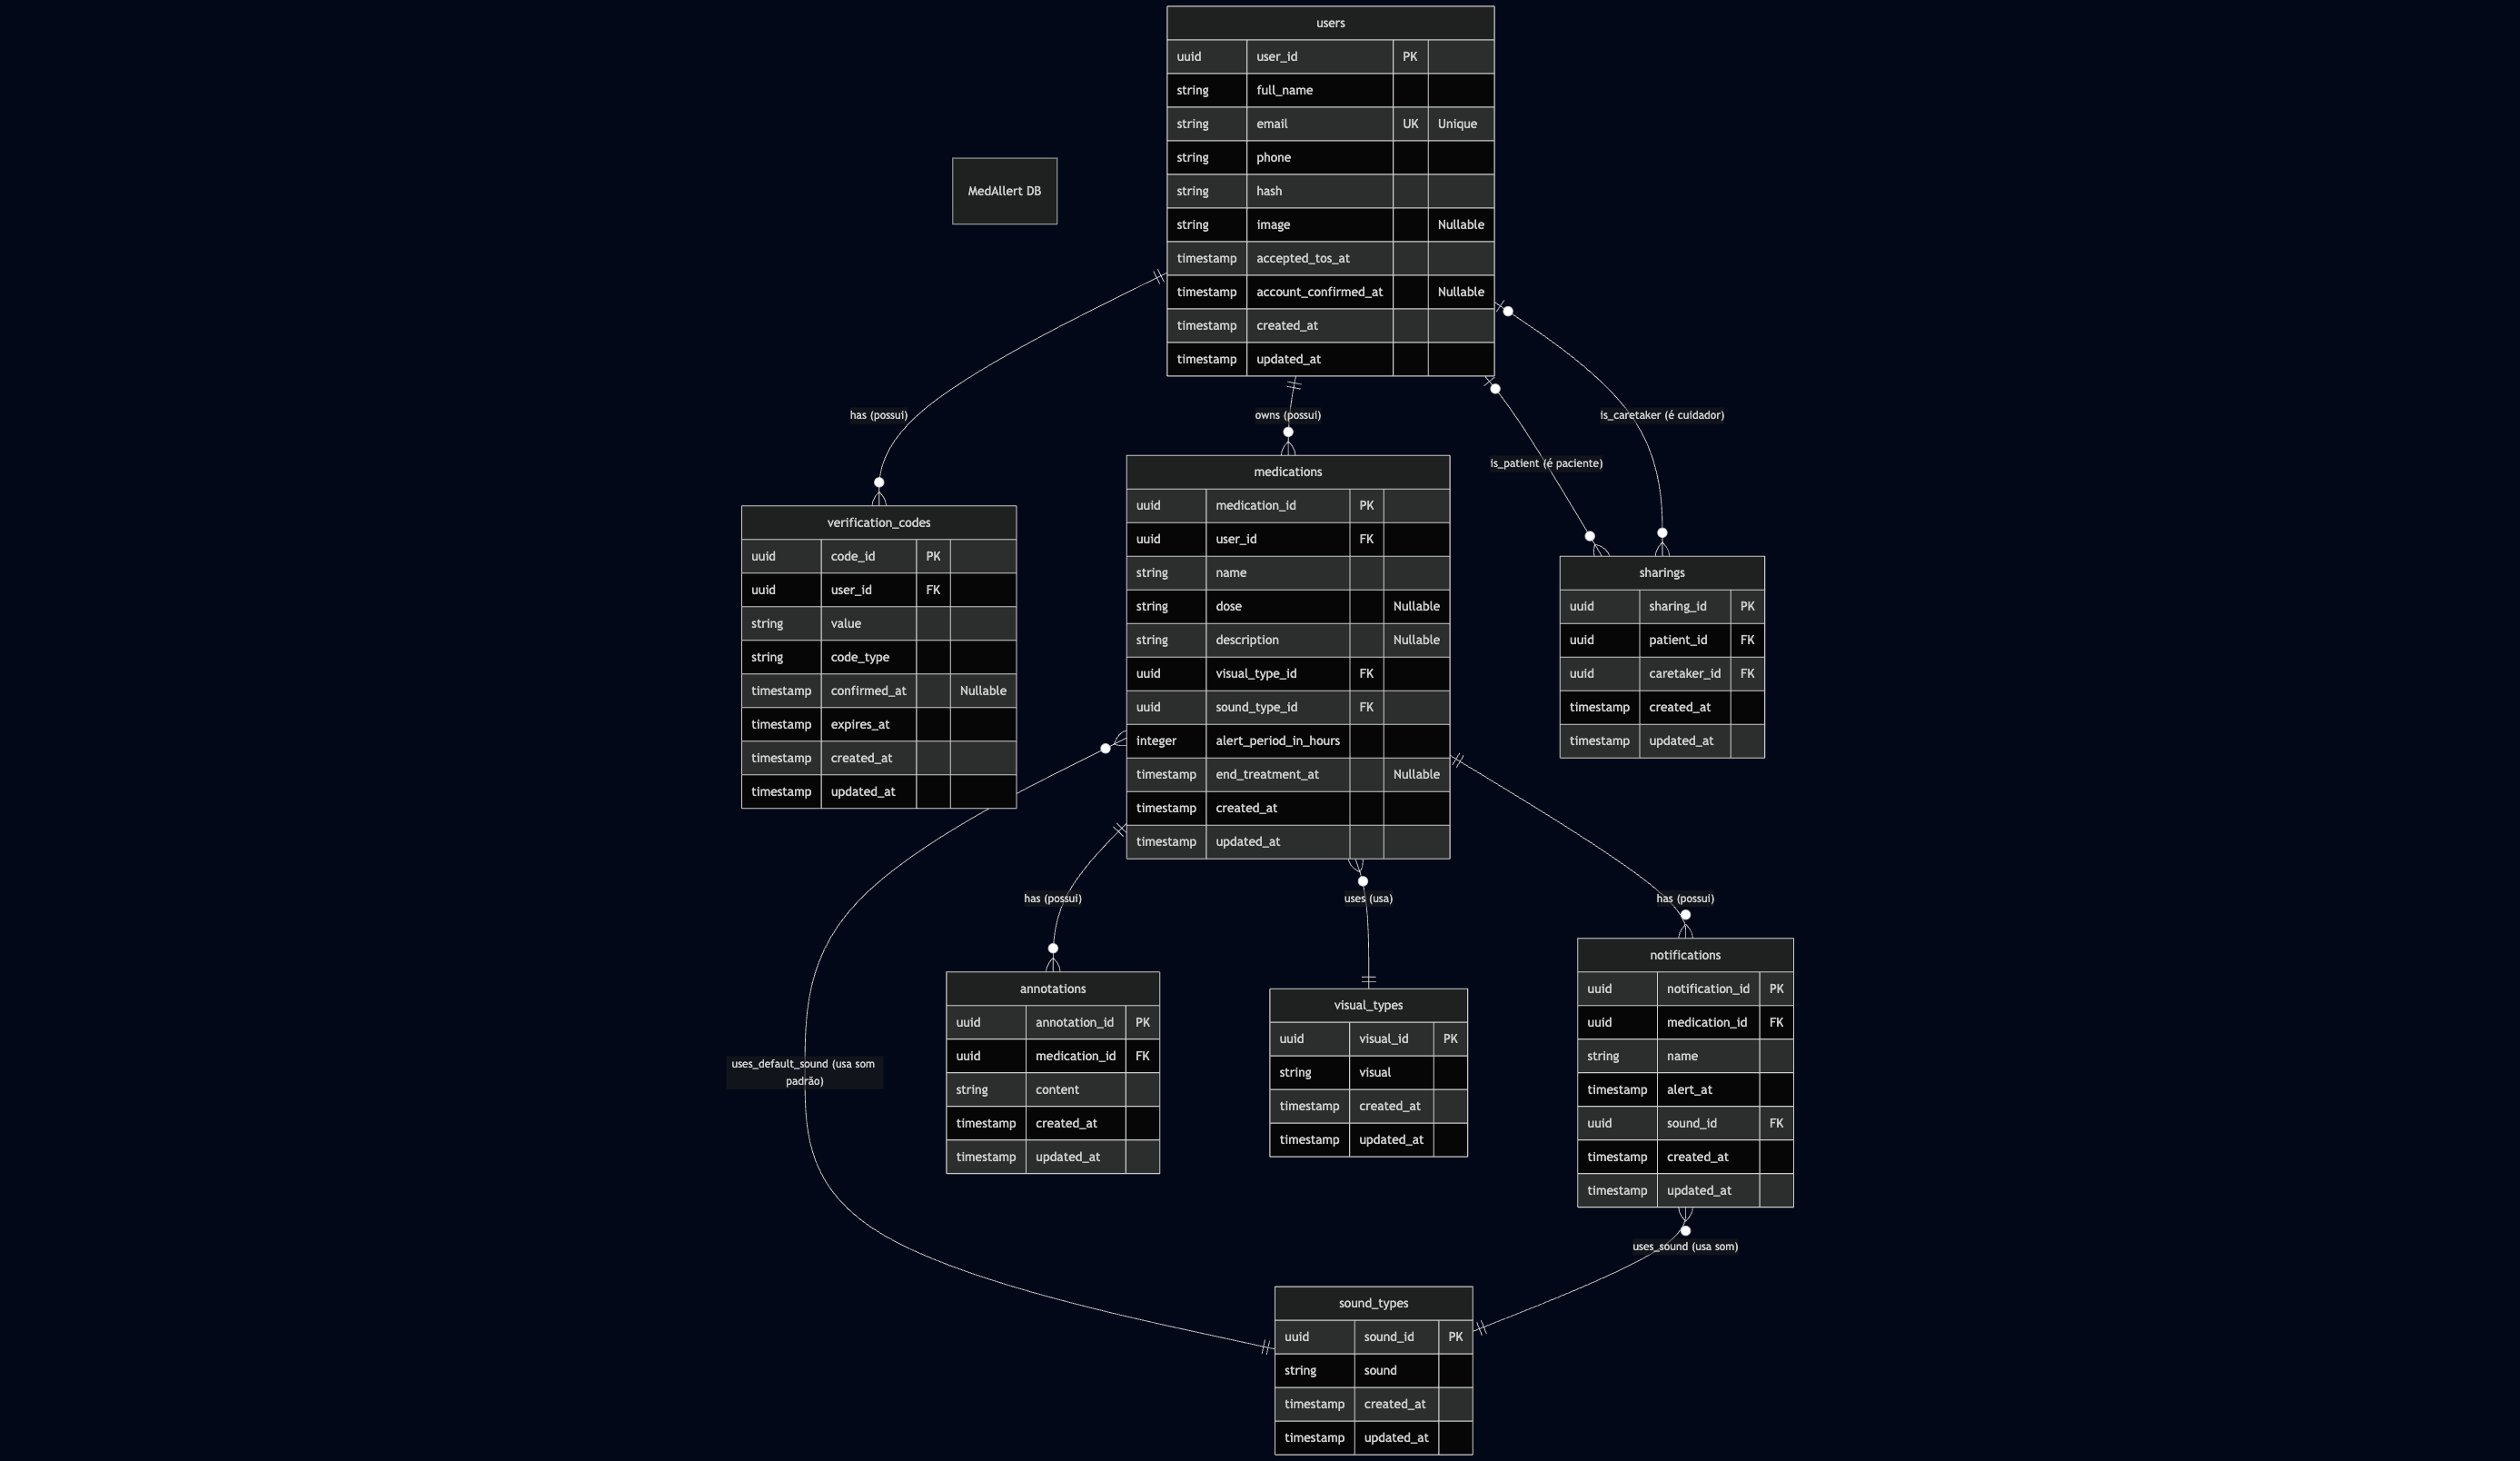 users
uuid user_id PK
string full_name
string email UK Unique
string phone
string hash
string image Nullable
timestamp accepted_tos_at
timestamp account_confirmed_at Nullable
timestamp created_at
timestamp updated_at
MedAllert DB
has (possui)
owns (possui)
is_caretaker (é cuidador)
is_patient (é paciente)
verification_codes
uuid code_id PK
uuid user_id FK
string value
string code_type
timestamp confirmed_at Nullable
timestamp expires_at
timestamp created_at
timestamp updated_at
medications
uuid medication_id PK
uuid user_id FK
string name
string dose Nullable
string description Nullable
uuid visual_type_id FK
uuid sound_type_id FK
integer alert_period_in_hours
timestamp end_treatment_at Nullable
timestamp created_at
timestamp updated_at
sharings
uuid sharing_id PK
uuid patient_id FK
uuid caretaker_id FK
timestamp created_at
timestamp updated_at
has (possui)
uses (usa)
has (possui)
uses_default_sound (usa som
padrão)
annotations
uuid annotation_id PK
uuid medication_id FK
string content
timestamp created_at
timestamp updated_at
visual_types
uuid visual_id PK
string visual
timestamp created_at
timestamp updated_at
notifications
uuid notification_id PK
uuid medication_id FK
string name
timestamp alert_at
uuid sound_id FK
timestamp created_at
timestamp updated_at
uses_sound (usa som)
sound_types
uuid sound_id PK
string sound
timestamp created_at
timestamp updated_at